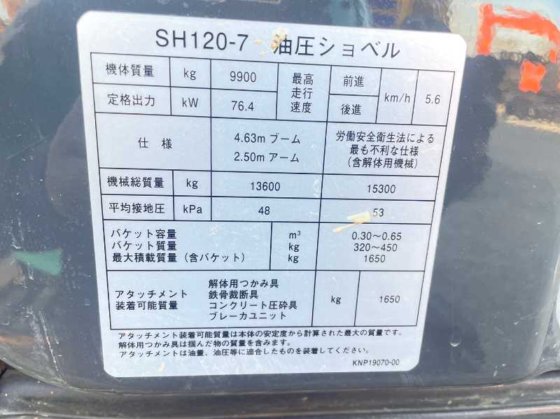 SH120-7 油圧ショベル
機体質量 kg 9900 最高走行速度 前進 km/h 5.6
定格出力 kW 76.4 後進
仕様 4.63m ブーム 労働安全衛生法による
2.50m アーム 最も不利な仕様
(含解体用機械)
機械総質量 kg 13600 15300
平均接地圧 kPa 48 53
バケット容量 m³ 0.30~0.65
バケット質量 kg 320~450
最大積載質量(含バケット) kg 1650
アタッチメント
装着可能質量
解体用つかみ具
鉄骨裁断具
コンクリート圧砕具
ブレーカユニット
kg 1650
アタッチメント装着可能質量は本体の安定度から計算された最大の質量です。
解体用つかみ具は掴んだ物の質量を含みます。
アタッチメントは油量、油圧等に適合したものを装着してください。
KNP19070-00